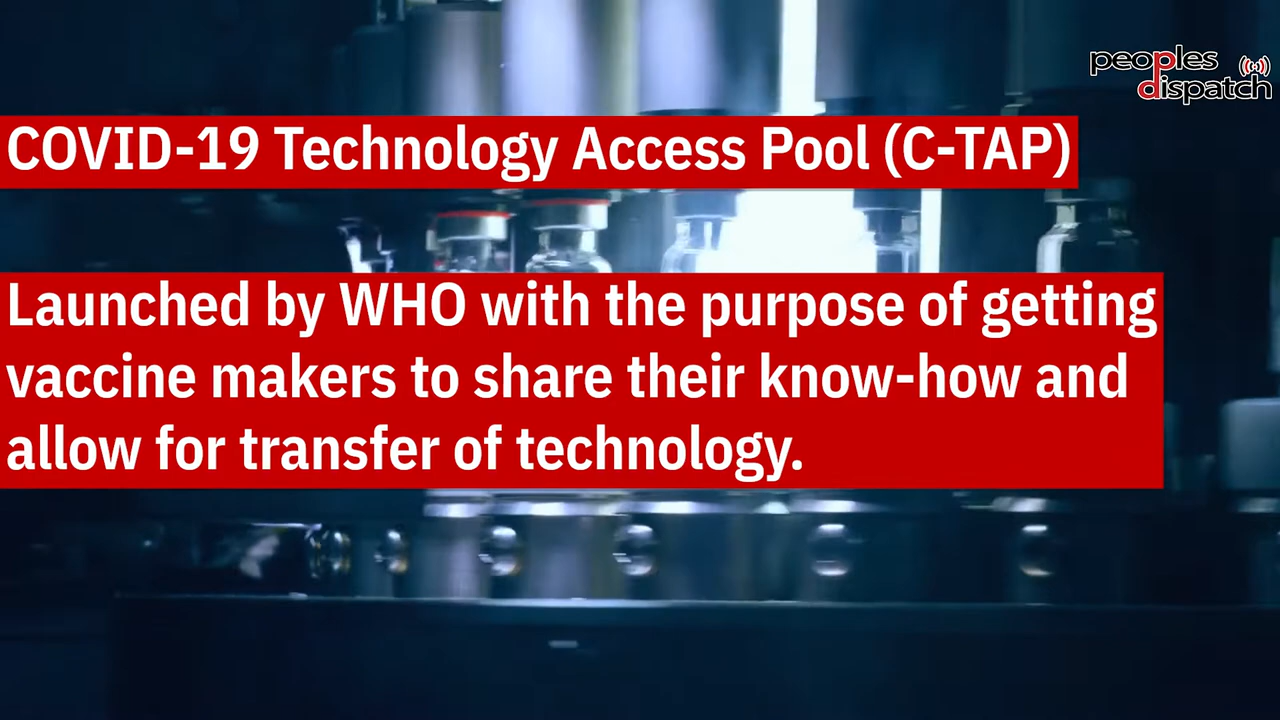 peoples
dispatch
COVID-19 Technology Access Pool (C-TAP)
Launched by WHO with the purpose of getting
vaccine makers to share their know-how and
allow for transfer of technology.